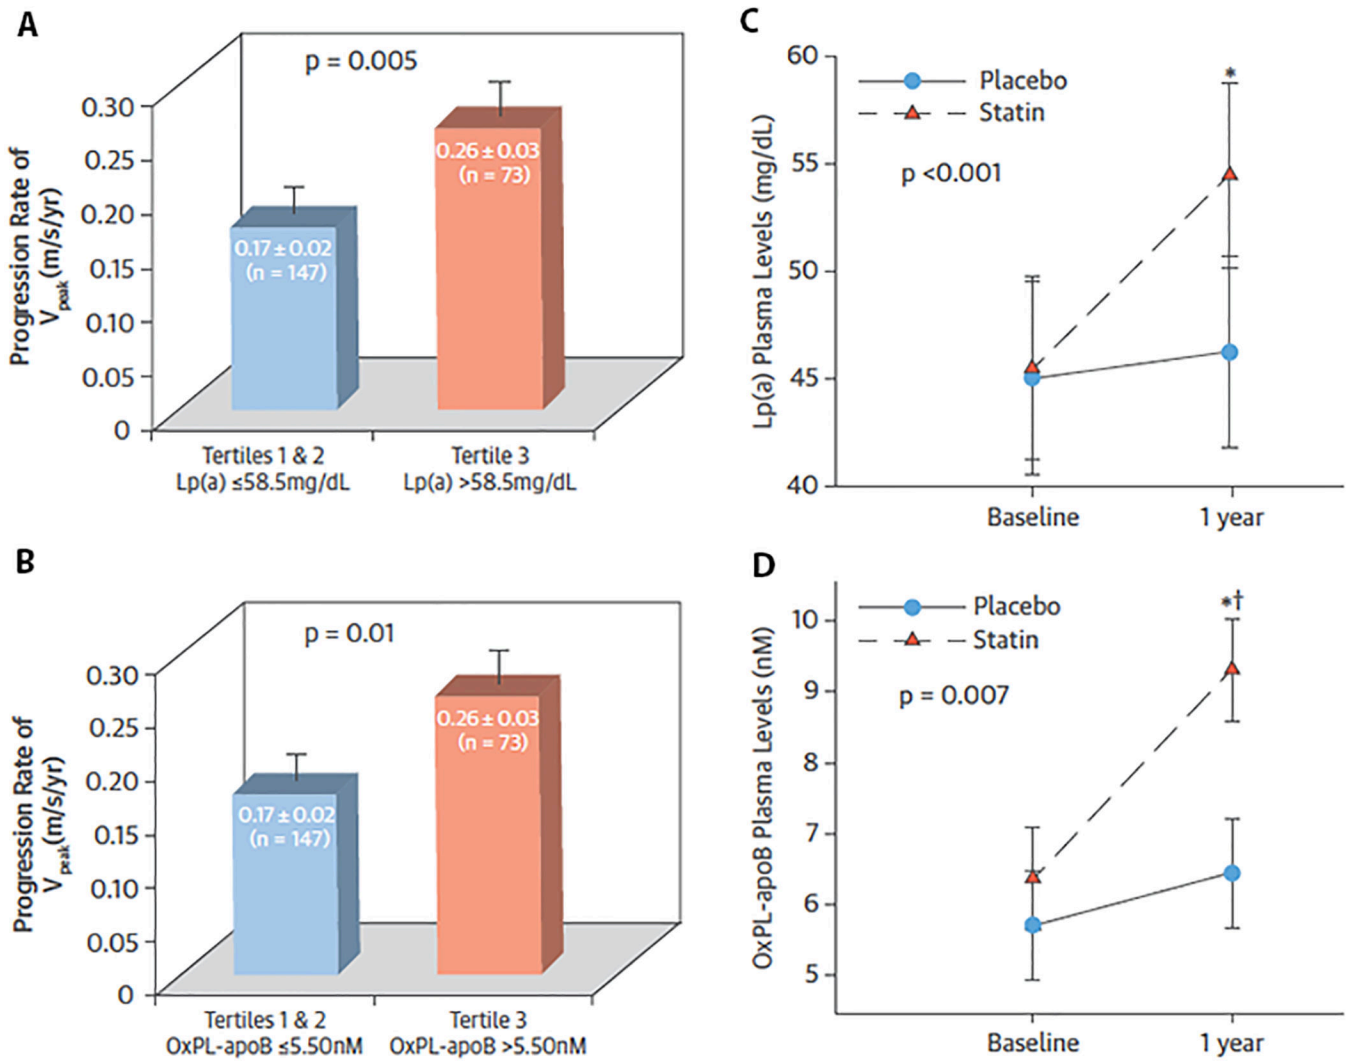 A
p = 0.005
Progression Rate of
Vpeak(m/s/yr)
0.30
0.25
0.20
0.15
0.10
0.05
0
0.17 ± 0.02
(n = 147)
0.26 ± 0.03
(n = 73)
Tertiles 1 & 2
Lp(a) ≤58.5mg/dL
Tertile 3
Lp(a) >58.5mg/dL
B
p = 0.01
Progression Rate of
Vpeak(m/s/yr)
0.30
0.25
0.20
0.15
0.10
0.05
0
0.17 ± 0.02
(n = 147)
0.26 ± 0.03
(n = 73)
Tertiles 1 & 2
OxPL-apoB ≤5.50nM
Tertile 3
OxPL-apoB >5.50nM
C
Lp(a) Plasma Levels (mg/dL)
60
55
50
45
40
Placebo
Statin
p <0.001
*
Baseline
1 year
D
OxPL-apoB Plasma Levels (nM)
10
9
8
7
6
5
Placebo
Statin
p = 0.007
*†
Baseline
1 year